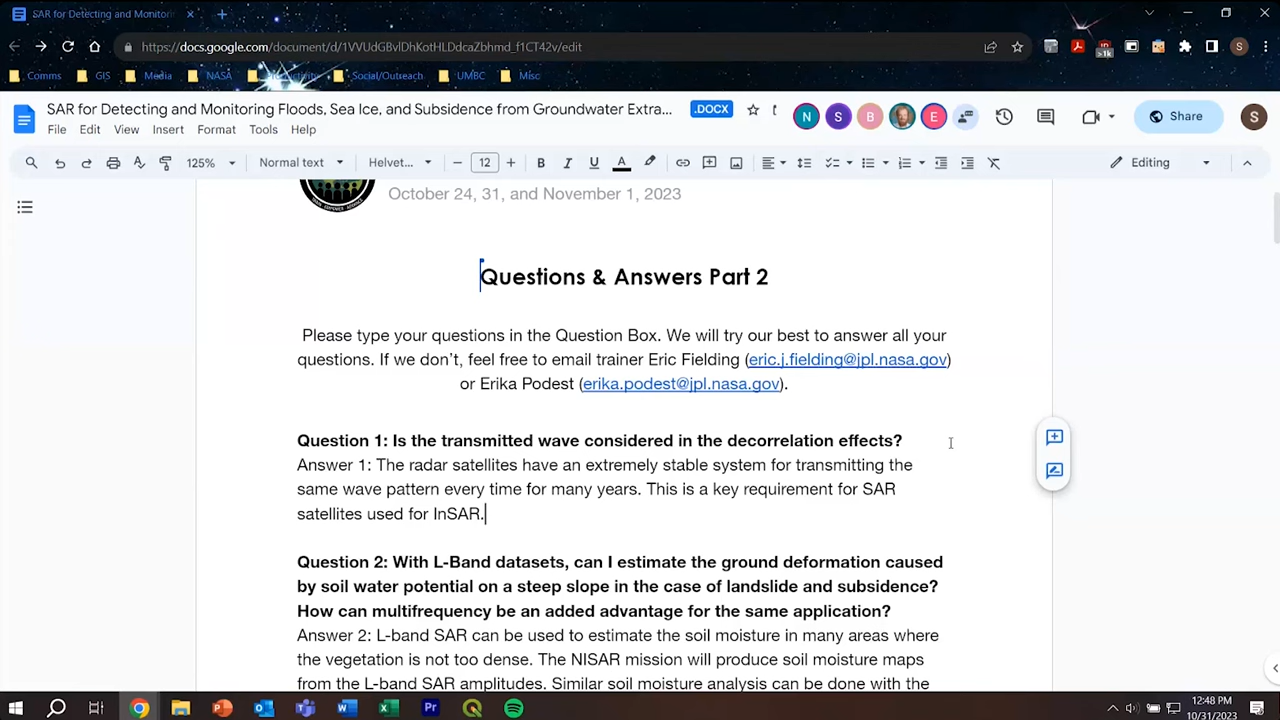 SAR for Detecting and Monitori
https://docs.google.com/document/d/1VVUdGBvlDhKotHLDdcaZbhmd_f1CT42v/edit
>1k
S
Comms
GIS
Media
NASA
Social/Outreach
UMBC
Misc
SAR for Detecting and Monitoring Floods, Sea Ice, and Subsidence from Groundwater Extra...
.DOCX
N
S
B
E
Share
S
File Edit View Insert Format Tools Help
125%
Normal text
Helvet...
12
B I U A
Editing
October 24, 31, and November 1, 2023
Questions & Answers Part 2
Please type your questions in the Question Box. We will try our best to answer all your
questions. If we don't, feel free to email trainer Eric Fielding (eric.j.fielding@jpl.nasa.gov)
or Erika Podest (erika.podest@jpl.nasa.gov).
Question 1: Is the transmitted wave considered in the decorrelation effects?
Answer 1: The radar satellites have an extremely stable system for transmitting the
same wave pattern every time for many years. This is a key requirement for SAR
satellites used for InSAR.
Question 2: With L-Band datasets, can I estimate the ground deformation caused
by soil water potential on a steep slope in the case of landslide and subsidence?
How can multifrequency be an added advantage for the same application?
Answer 2: L-band SAR can be used to estimate the soil moisture in many areas where
the vegetation is not too dense. The NISAR mission will produce soil moisture maps
from the L-band SAR amplitudes. Similar soil moisture analysis can be done with the
12:48 PM
10/31/2023